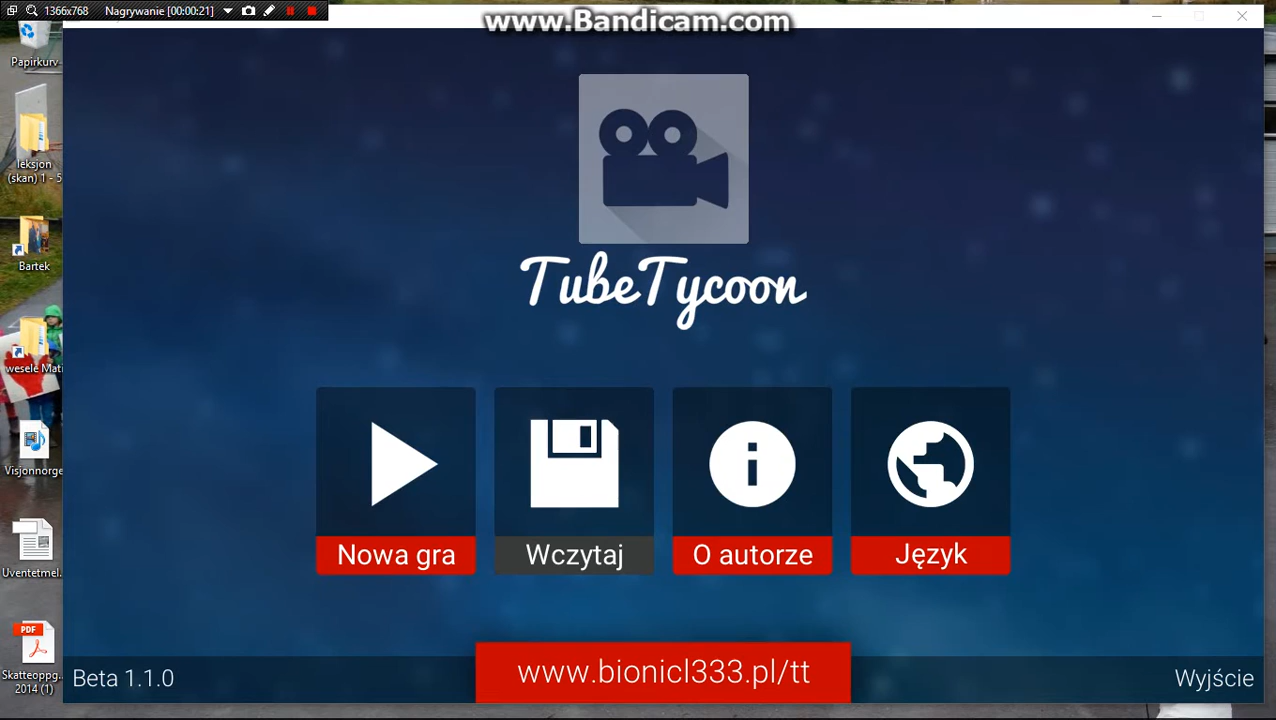 1366x768 Nagrywanie [00:00:21]
www.Bandicam.com
Papirkurv
leksjon
(skan) 1 - 5
Bartek
wesele Mati
Visjonnorge
Uventetmel...
PDF
Skatteoppg...
2014 (1)
TubeTycoon
Nowa gra
Wczytaj
O autorze
Język
Beta 1.1.0
www.bionicl333.pl/tt
Wyjście